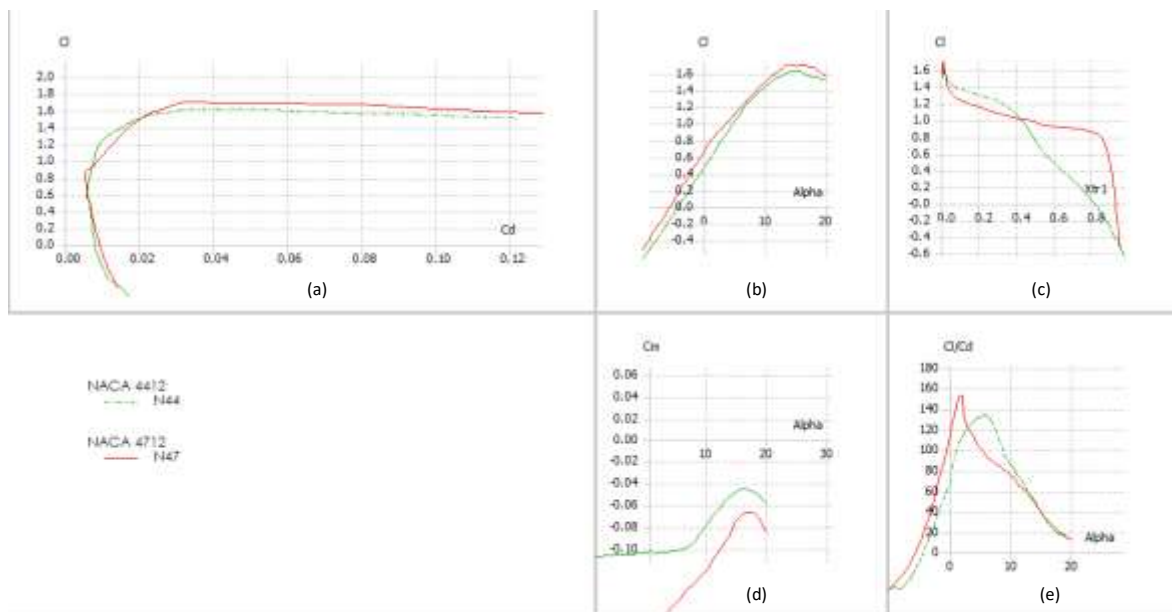 Cl
2.0
1.8
1.6
1.4
1.2
1.0
0.8
0.6
0.4
0.2
0.0
Cd
0.00 0.02 0.04 0.06 0.08 0.10 0.12
(a)
Cl
1.6
1.4
1.2
1.0
0.8
0.6
0.4
0.2
-0.0
-0.2
-0.4
Alpha
0 10 20
(b)
Cl
1.6
1.4
1.2
1.0
0.8
0.6
0.4
0.2
-0.0
-0.2
-0.4
-0.6
Xtr1
0.0 0.2 0.4 0.6 0.8
(c)
NACA 4412
N44
NACA 4712
N47
Cm
0.06
0.04
0.02
0.00
-0.02
-0.04
-0.06
-0.08
-0.10
Alpha
10 20 30
(d)
Cl/Cd
180
160
140
120
100
80
60
40
20
0
Alpha
0 10 20
(e)